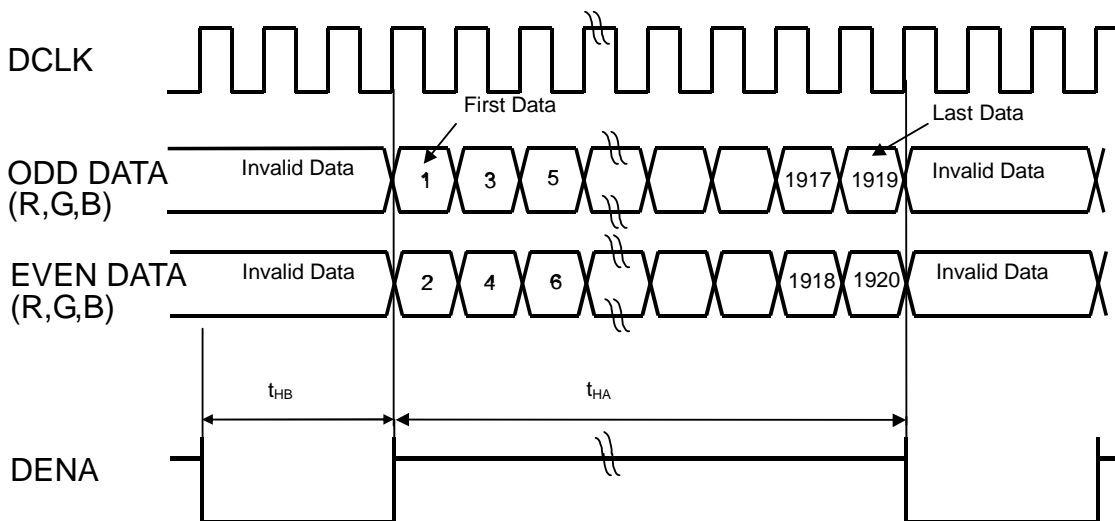 DCLK
First Data
Last Data
ODD DATA
(R,G,B)
Invalid Data
1
3
5
1917
1919
Invalid Data
EVEN DATA
(R,G,B)
Invalid Data
2
4
6
1918
1920
Invalid Data
tHB
tHA
DENA